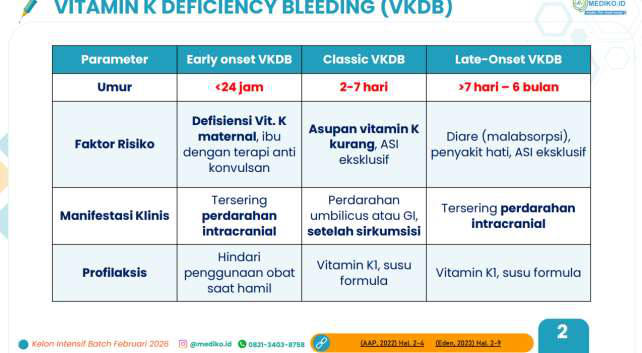 VITAMIN K DEFICIENCY BLEEDING (VKDB)
MEDIKO.ID
Parameter
Early onset VKDB
Classic VKDB
Late-Onset VKDB
Umur
<24 jam
2-7 hari
>7 hari – 6 bulan
Faktor Risiko
Defisiensi Vit. K
maternal, ibu
dengan terapi anti
konvulsan
Asupan vitamin K
kurang, ASI
eksklusif
Diare (malabsorpsi),
penyakit hati, ASI eksklusif
Manifestasi Klinis
Tersering
perdarahan
intracranial
Perdarahan
umbilicus atau GI,
setelah sirkumsisi
Tersering perdarahan
intracranial
Profilaksis
Hindari
penggunaan obat
saat hamil
Vitamin K1, susu
formula
Vitamin K1, susu formula
2
Kelon Intensif Batch Februari 2026
@mediko.id
0821-3403-8758
(AAP, 2022) Hal. 2-4
(Eden, 2023) Hal. 2-9